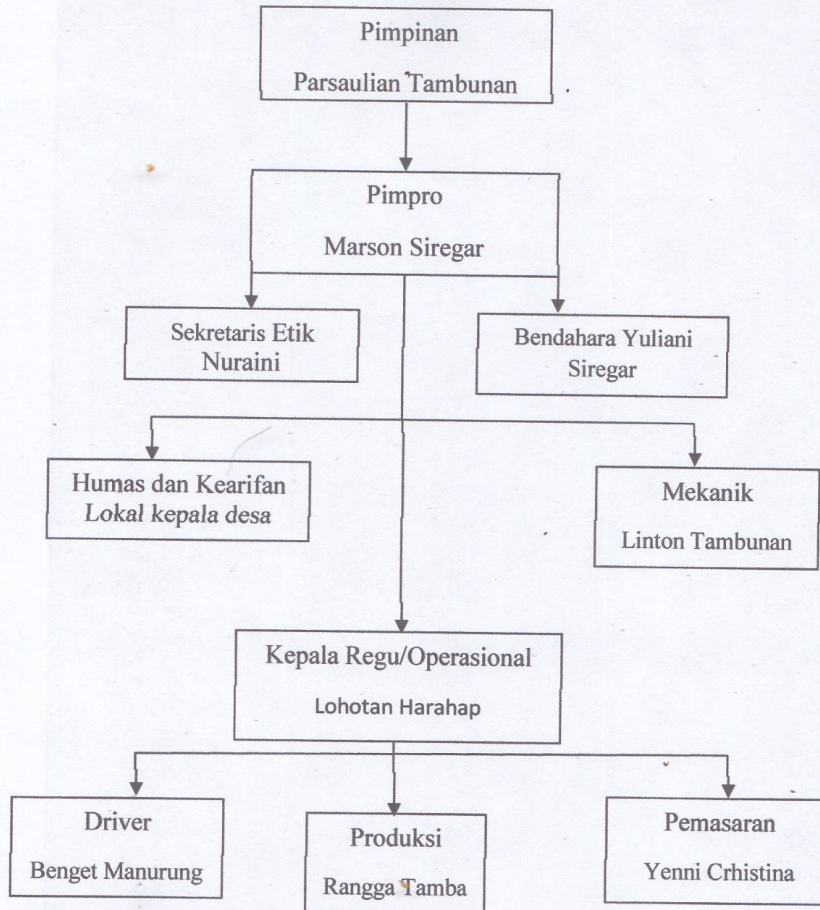 Pimpinan
Parsaulian Tambunan
Pimpro
Marson Siregar
Sekretaris Etik
Nuraini
Bendahara Yuliani
Siregar
Humas dan Kearifan
Lokal kepala desa
Mekanik
Linton Tambunan
Kepala Regu/Operasional
Lohotan Harahap
Driver
Benget Manurung
Produksi
Rangga Tamba
Pemasaran
Yenni Crhistina